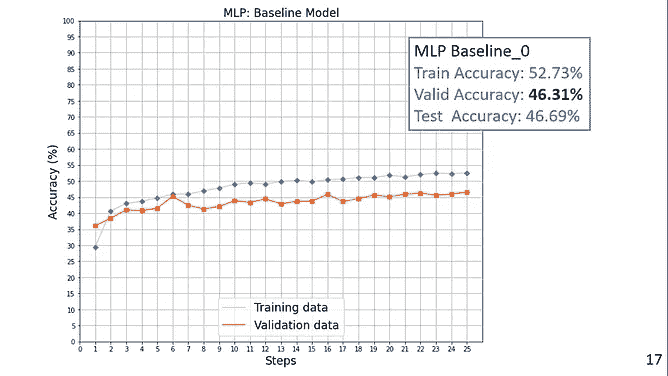 MLP: Baseline Model
MLP Baseline_0
Train Accuracy: 52.73%
Valid Accuracy: 46.31%
Test Accuracy: 46.69%
Accuracy (%)
100
95
90
85
80
75
70
65
60
55
50
45
40
35
30
25
20
15
10
5
0
Training data
Validation data
0 1 2 3 4 5 6 7 8 9 10 11 12 13 14 15 16 17 18 19 20 21 22 23 24 25
Steps
17